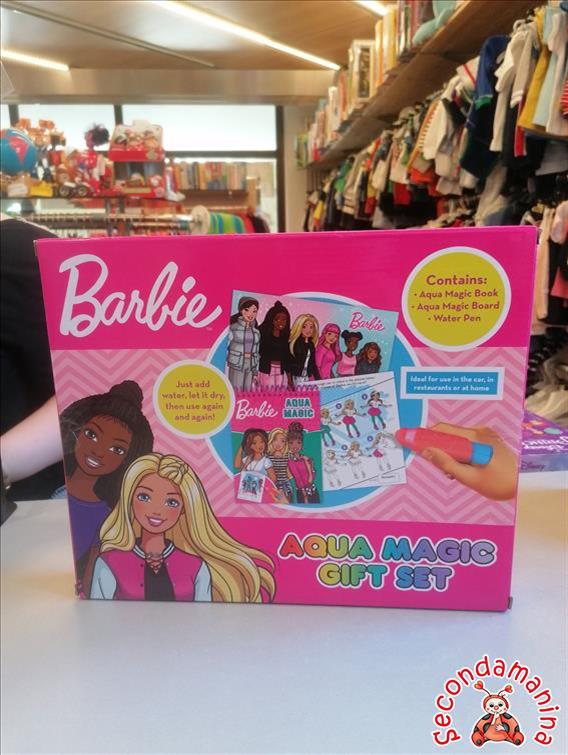 Barbie
Contains:
• Aqua Magic Book
• Aqua Magic Board
• Water Pen
Barbie
Just add
water, let it dry,
then use again
and again!
Ideal for use in the car, in
restaurants or at home
Barbie AQUA
MAGIC
AQUA MAGIC
GIFT SET
Disney
Secondamanina